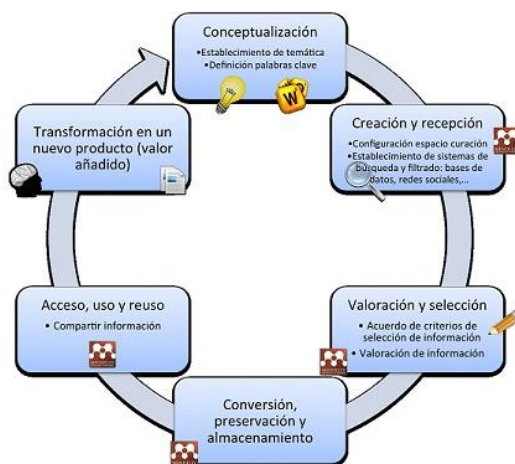 Conceptualización
•Establecimiento de temática
•Definición palabras clave
W
Creación y recepción
•Configuración espacio curación
•Establecimiento de sistemas de
búsqueda y filtrado: bases de
datos, redes sociales,...
Valoración y selección
• Acuerdo de criterios de
selección de información
• Valoración de información
Conversión,
preservación y
almacenamiento
Acceso, uso y reuso
• Compartir información
Transformación en un
nuevo producto (valor
añadido)